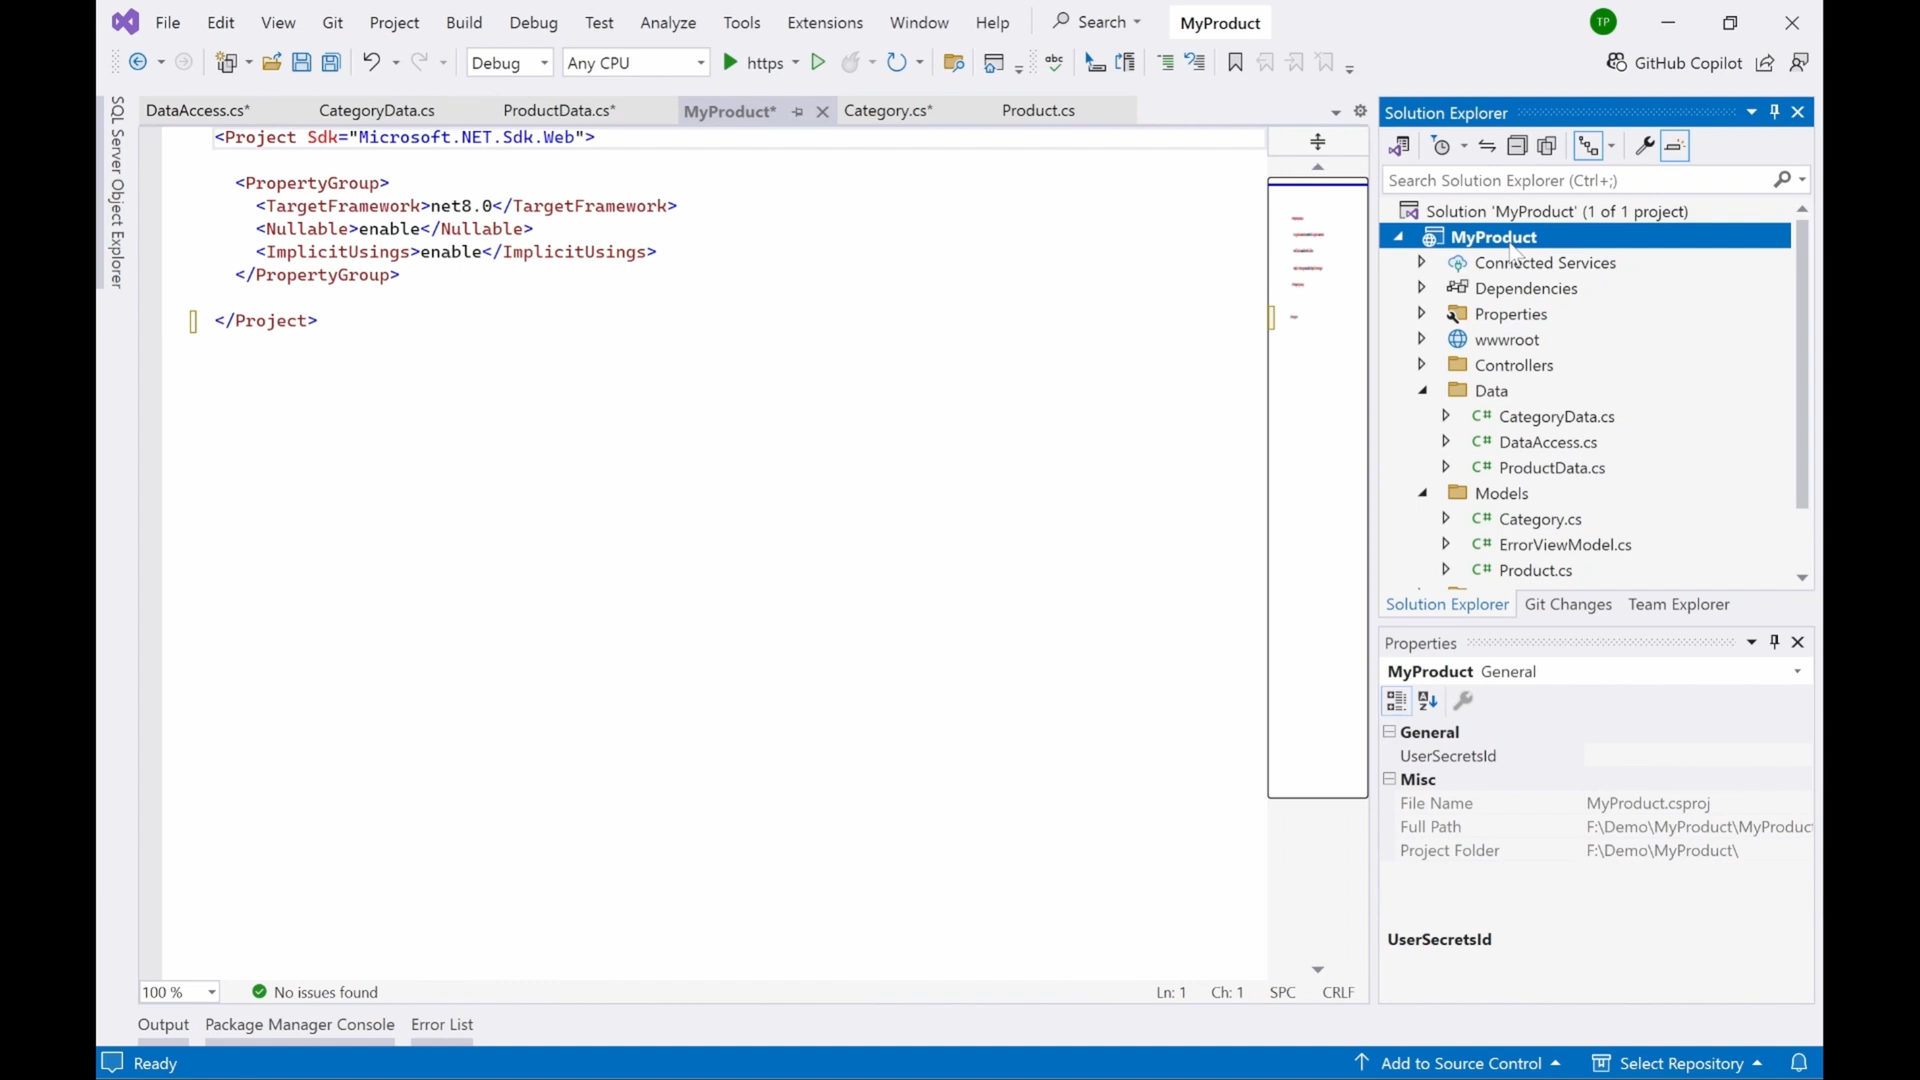 File Edit View Git Project Build Debug Test Analyze Tools Extensions Window Help Search MyProduct TP
Debug Any CPU https abc GitHub Copilot
DataAccess.cs* CategoryData.cs ProductData.cs* MyProduct* Category.cs* Product.cs
SQL Server Object Explorer
<Project Sdk="Microsoft.NET.Sdk.Web">
<PropertyGroup>
<TargetFramework>net8.0</TargetFramework>
<Nullable>enable</Nullable>
<ImplicitUsings>enable</ImplicitUsings>
</PropertyGroup>
</Project>
100 % No issues found Ln: 1 Ch: 1 SPC CRLF
Solution Explorer
Search Solution Explorer (Ctrl+;)
Solution 'MyProduct' (1 of 1 project)
MyProduct
Connected Services
Dependencies
Properties
wwwroot
Controllers
Data
C# CategoryData.cs
C# DataAccess.cs
C# ProductData.cs
Models
C# Category.cs
C# ErrorViewModel.cs
C# Product.cs
Solution Explorer Git Changes Team Explorer
Properties
MyProduct General
General
UserSecretsId
Misc
File Name MyProduct.csproj
Full Path F:\Demo\MyProduct\MyProduc
Project Folder F:\Demo\MyProduct\
UserSecretsId
Output Package Manager Console Error List
Ready Add to Source Control Select Repository